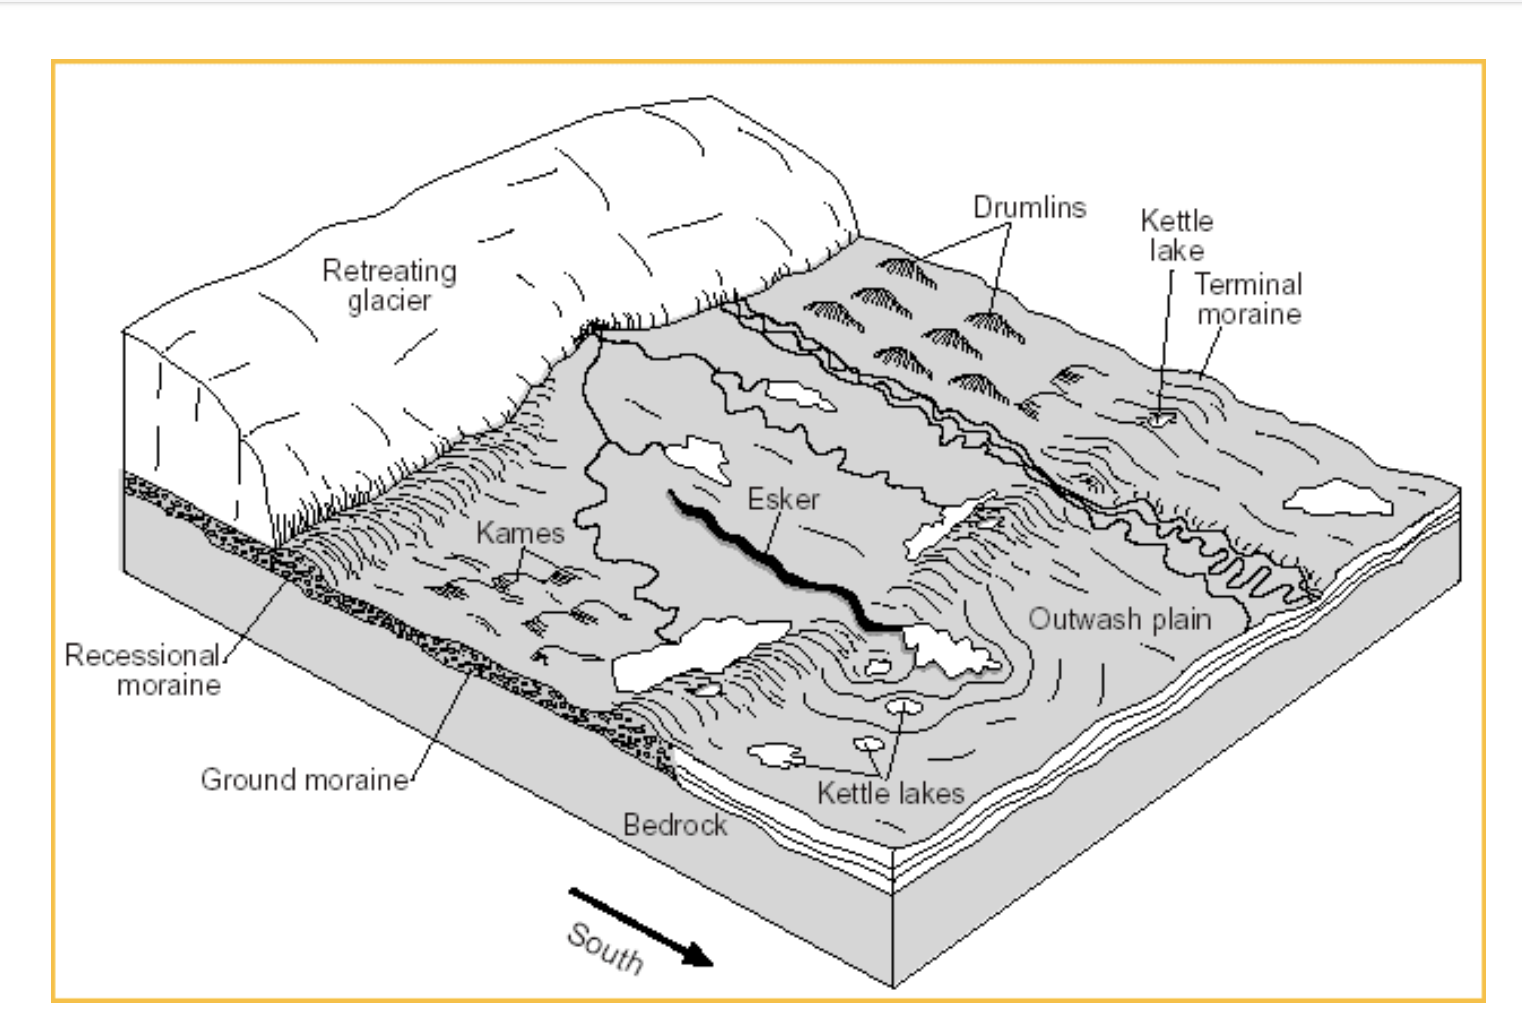 Drumlins
Kettle
lake
Terminal
moraine
Retreating
glacier
Esker
Kames
Outwash plain
Recessional
moraine
Ground moraine
Kettle lakes
Bedrock
South